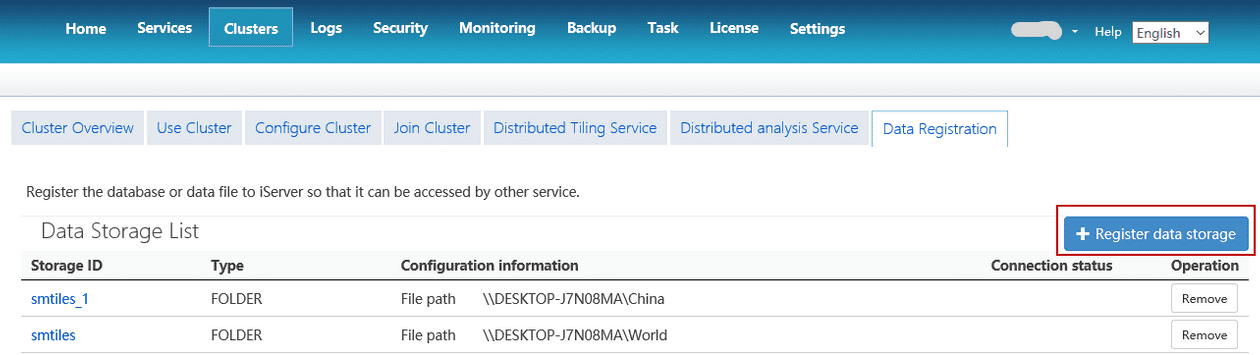 Home Services Clusters Logs Security Monitoring Backup Task License Settings Help English
Cluster Overview Use Cluster Configure Cluster Join Cluster Distributed Tiling Service Distributed analysis Service Data Registration
Register the database or data file to iServer so that it can be accessed by other service.
Data Storage List + Register data storage
Storage ID Type Configuration information Connection status Operation
smtiles_1 FOLDER File path \\DESKTOP-J7N08MA\China Remove
smtiles FOLDER File path \\DESKTOP-J7N08MA\World Remove